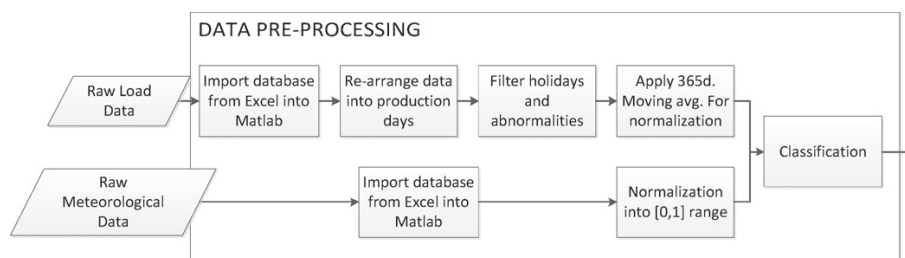 DATA PRE-PROCESSING
Raw Load
Data
Import database
from Excel into
Matlab
Re-arrange data
into production
days
Filter holidays
and
abnormalities
Apply 365d.
Moving avg. For
normalization
Classification
Raw
Meteorological
Data
Import database
from Excel into
Matlab
Normalization
into [0,1] range